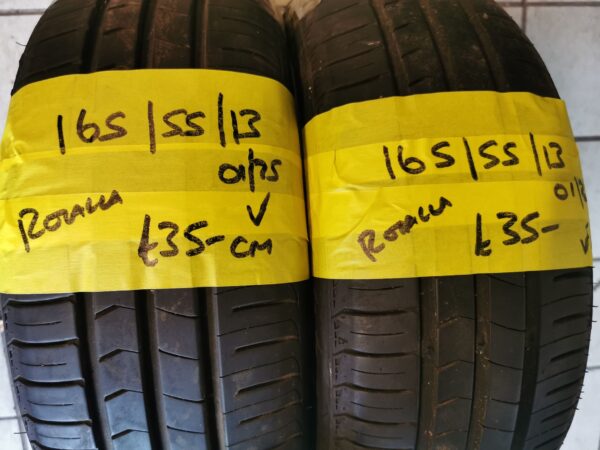 165/55/13
01/25
ROTALLA
£35- CM
165/55/13
01/2
ROTALLA
£35-